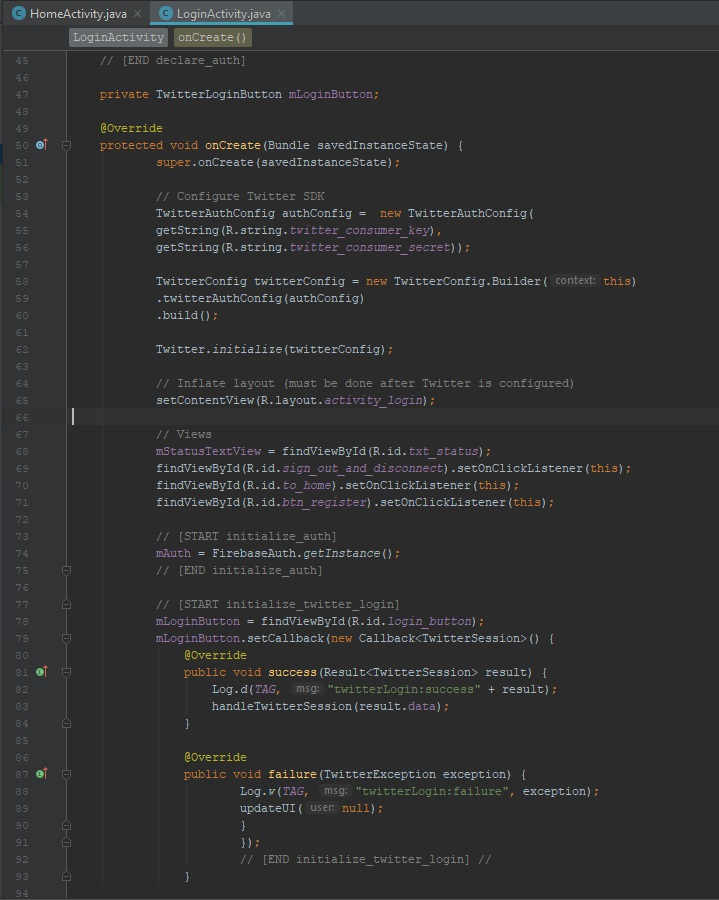 HomeActivity.java × LoginActivity.java ×
LoginActivity onCreate()
45 // [END declare_auth]
46
47 private TwitterLoginButton mLoginButton;
48
49 @Override
50 protected void onCreate(Bundle savedInstanceState) {
51 super.onCreate(savedInstanceState);
52
53 // Configure Twitter SDK
54 TwitterAuthConfig authConfig =  new TwitterAuthConfig(
55 getString(R.string.twitter_consumer_key),
56 getString(R.string.twitter_consumer_secret));
57
58 TwitterConfig twitterConfig = new TwitterConfig.Builder( context: this)
59 .twitterAuthConfig(authConfig)
60 .build();
61
62 Twitter.initialize(twitterConfig);
63
64 // Inflate layout (must be done after Twitter is configured)
65 setContentView(R.layout.activity_login);
66
67 // Views
68 mStatusTextView = findViewById(R.id.txt_status);
69 findViewById(R.id.sign_out_and_disconnect).setOnClickListener(this);
70 findViewById(R.id.to_home).setOnClickListener(this);
71 findViewById(R.id.btn_register).setOnClickListener(this);
72
73 // [START initialize_auth]
74 mAuth = FirebaseAuth.getInstance();
75 // [END initialize_auth]
76
77 // [START initialize_twitter_login]
78 mLoginButton = findViewById(R.id.login_button);
79 mLoginButton.setCallback(new Callback<TwitterSession>() {
80 @Override
81 public void success(Result<TwitterSession> result) {
82 Log.d(TAG, msg: "twitterLogin:success" + result);
83 handleTwitterSession(result.data);
84 }
85
86 @Override
87 public void failure(TwitterException exception) {
88 Log.w(TAG, msg: "twitterLogin:failure", exception);
89 updateUI( user: null);
90 }
91 });
92 // [END initialize_twitter_login] //
93 }
94